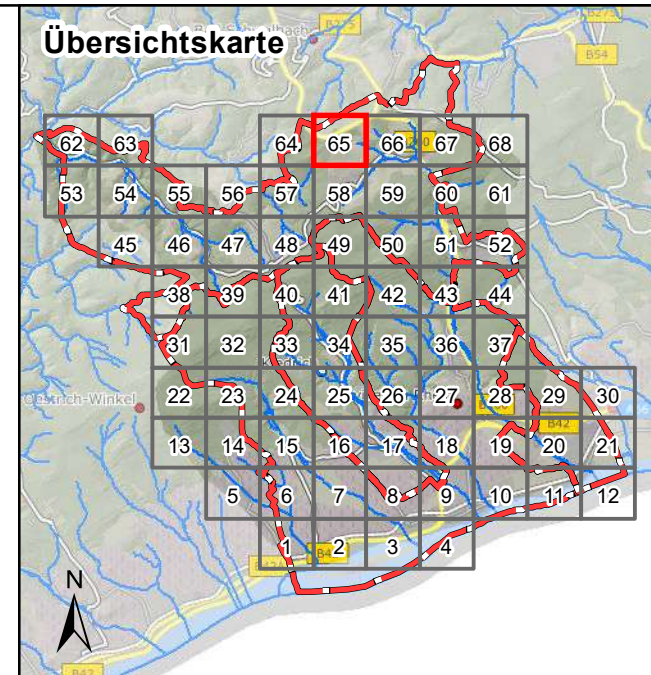 Übersichtskarte
B275
B54
62 63 64 65 66 67 68
53 54 55 56 57 58 59 60 61
45 46 47 48 49 50 51 52
38 39 40 41 42 43 44
31 32 33 34 35 36 37
Oestrich-Winkel 22 23 24 25 26 27 28 29 30
B42
13 14 15 16 17 18 19 20 21
5 6 7 8 9 10 11 12
1 2 3 4
N
B42